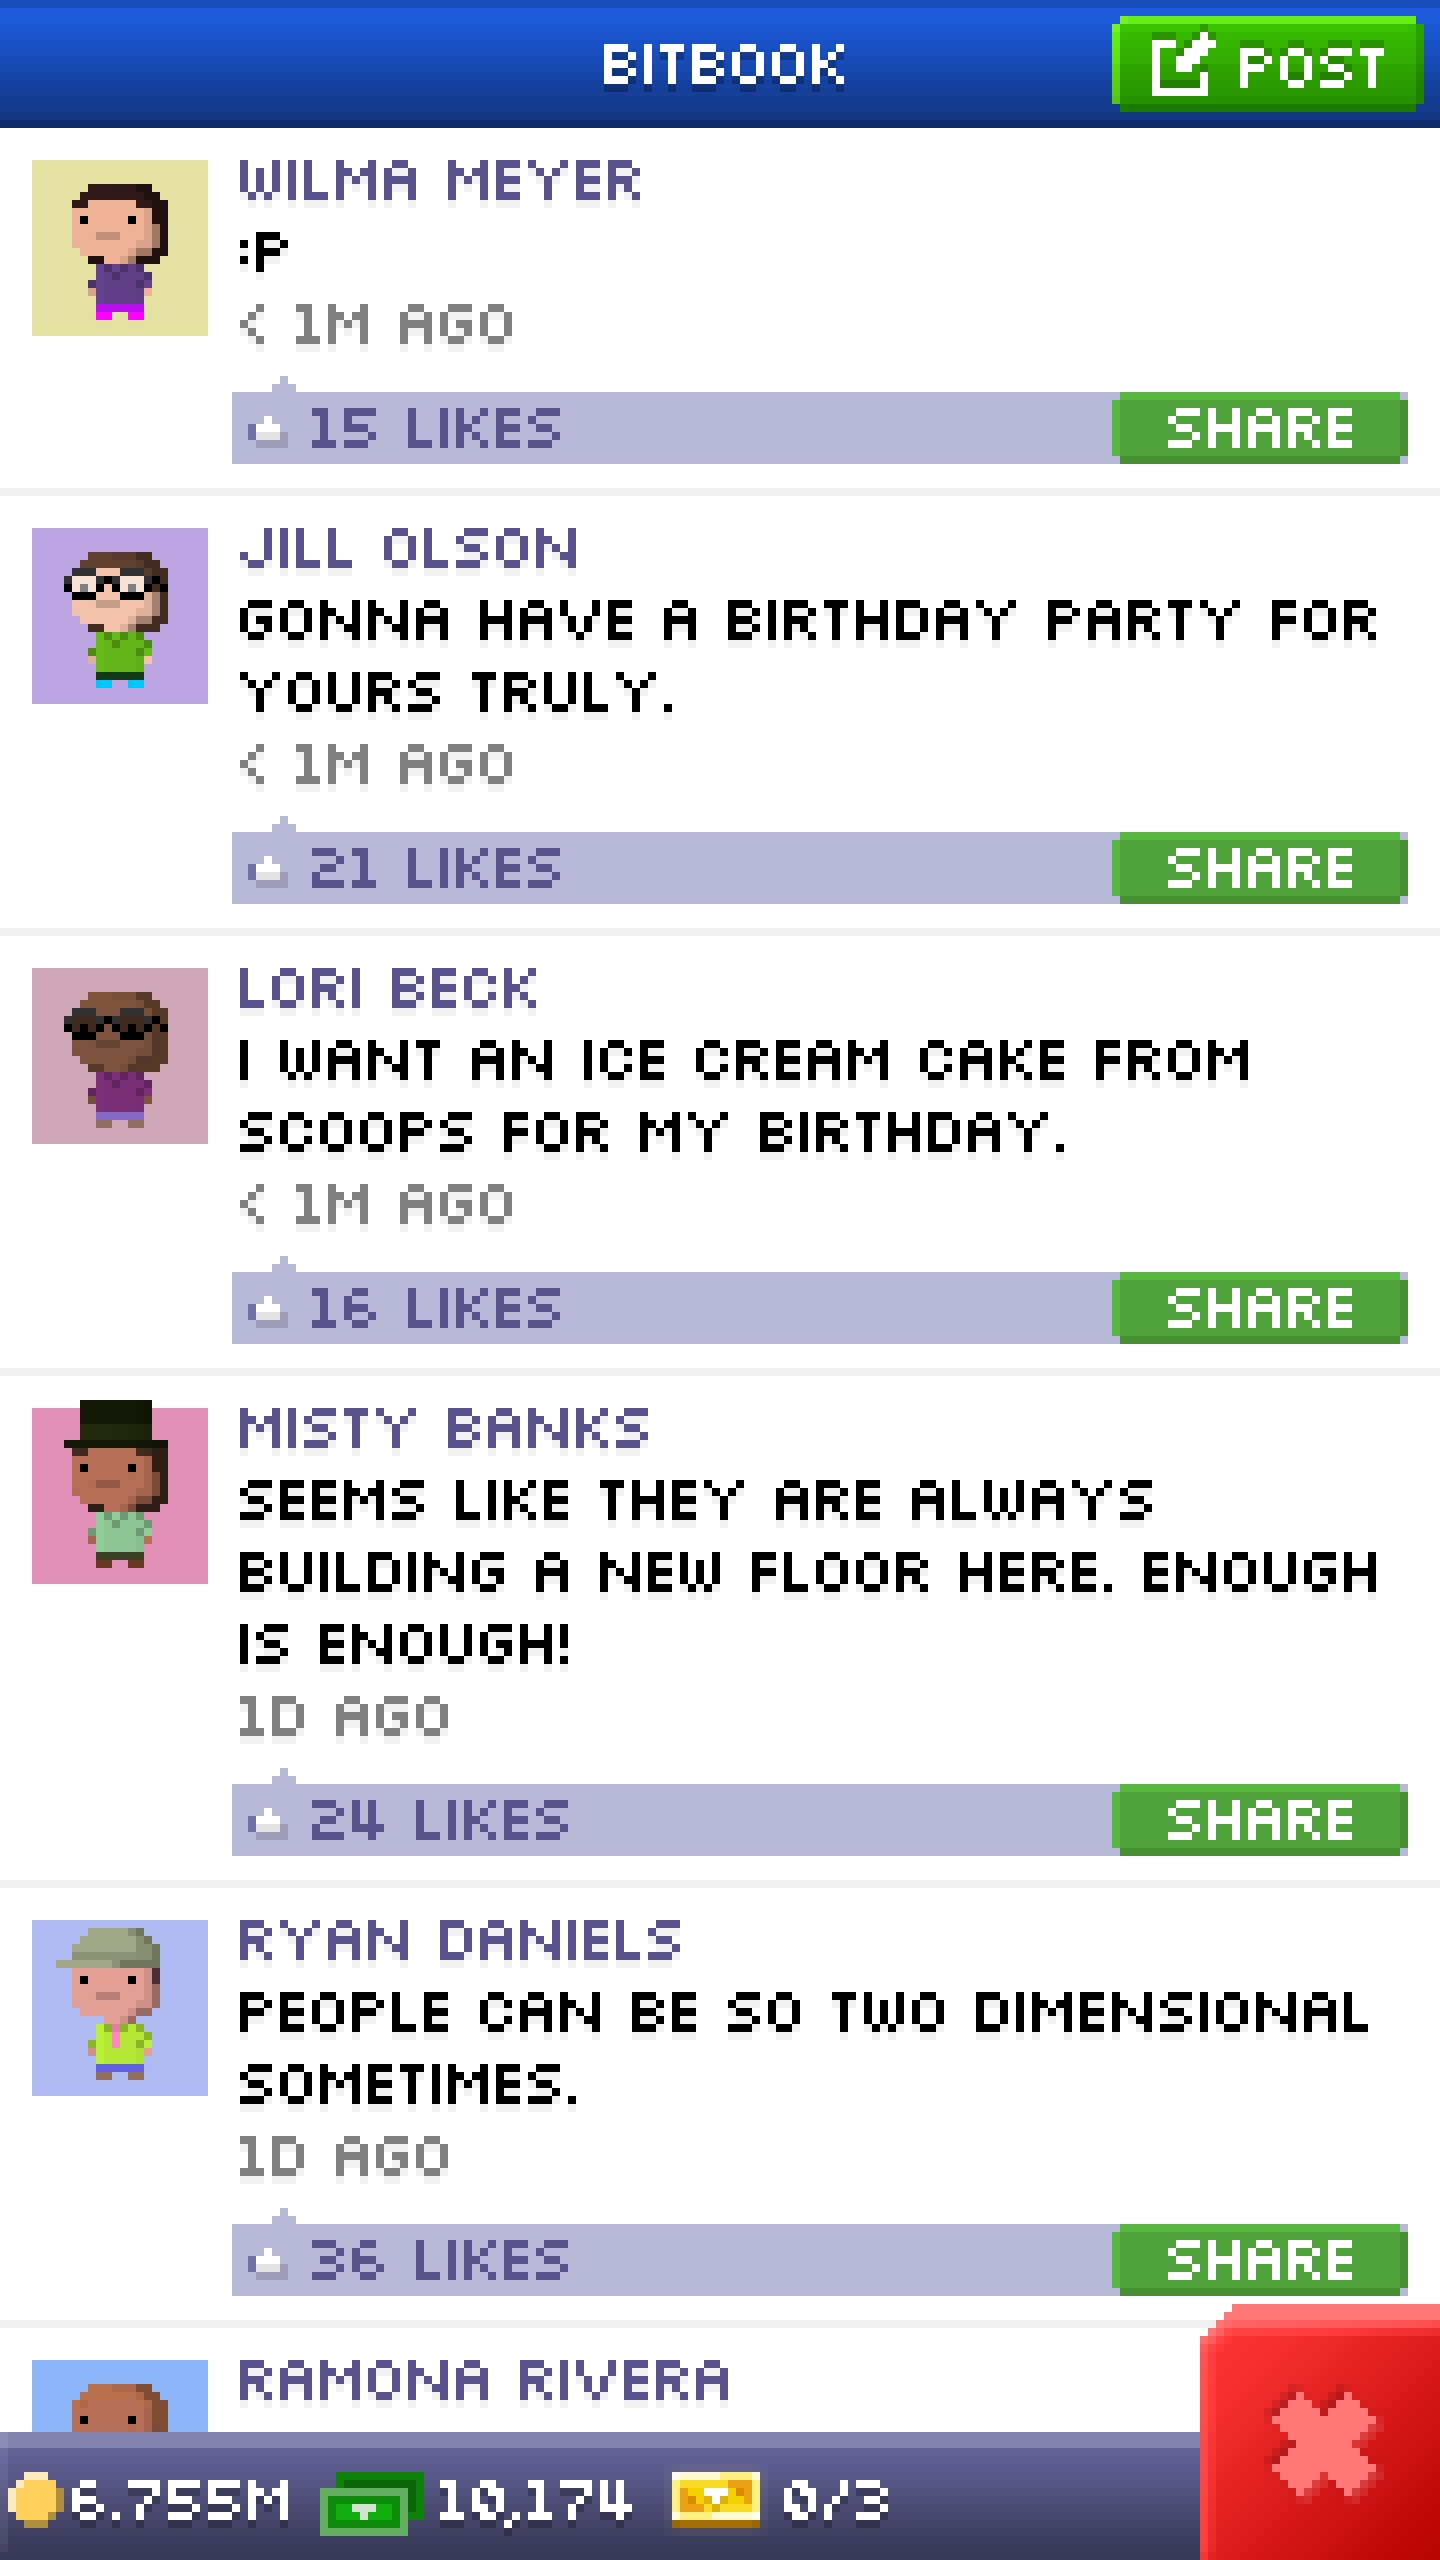 BITBOOK
POST
WILMA MEYER
:P
< 1M AGO
15 LIKES
SHARE
JILL OLSON
GONNA HAVE A BIRTHDAY PARTY FOR
YOURS TRULY.
< 1M AGO
21 LIKES
SHARE
LORI BECK
I WANT AN ICE CREAM CAKE FROM
SCOOPS FOR MY BIRTHDAY.
< 1M AGO
16 LIKES
SHARE
MISTY BANKS
SEEMS LIKE THEY ARE ALWAYS
BUILDING A NEW FLOOR HERE. ENOUGH
IS ENOUGH!
1D AGO
24 LIKES
SHARE
RYAN DANIELS
PEOPLE CAN BE SO TWO DIMENSIONAL
SOMETIMES.
1D AGO
36 LIKES
SHARE
RAMONA RIVERA
6.755M 10,174 0/3